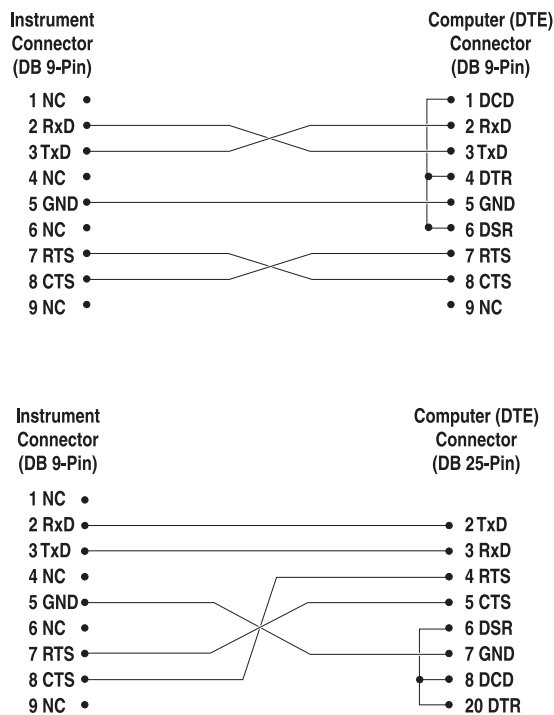 Instrument
Connector
(DB 9-Pin)
Computer (DTE)
Connector
(DB 9-Pin)
1 NC
1 DCD
2 RxD
2 RxD
3 TxD
3 TxD
4 NC
4 DTR
5 GND
5 GND
6 NC
6 DSR
7 RTS
7 RTS
8 CTS
8 CTS
9 NC
9 NC
Instrument
Connector
(DB 9-Pin)
Computer (DTE)
Connector
(DB 25-Pin)
1 NC
2 RxD
2 TxD
3 TxD
3 RxD
4 NC
4 RTS
5 GND
5 CTS
6 NC
6 DSR
7 RTS
7 GND
8 CTS
8 DCD
9 NC
20 DTR